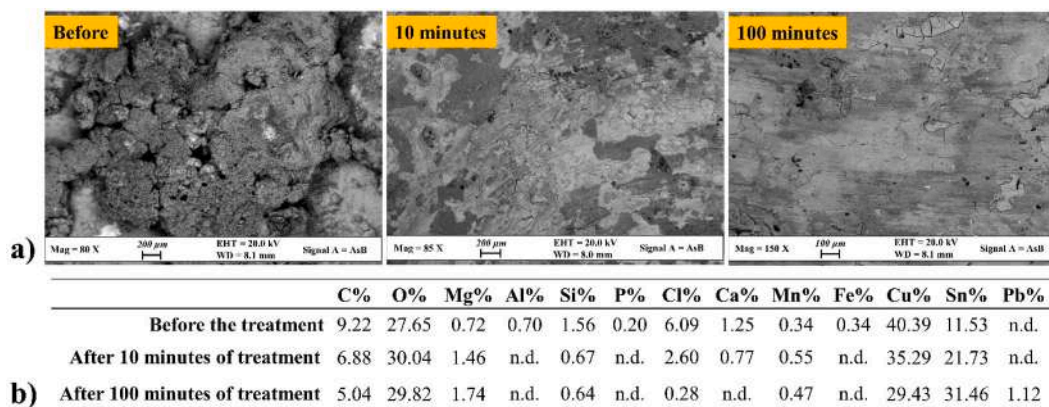 Before
10 minutes
100 minutes
a)
Mag = 80 X 200 µm EHT = 20.0 kV WD = 8.1 mm Signal A = AsB
Mag = 85 X 200 µm EHT = 20.0 kV WD = 8.0 mm Signal A = AsB
Mag = 150 X 100 µm EHT = 20.0 kV WD = 8.1 mm Signal A = AsB
C% O% Mg% Al% Si% P% Cl% Ca% Mn% Fe% Cu% Sn% Pb%
Before the treatment 9.22 27.65 0.72 0.70 1.56 0.20 6.09 1.25 0.34 0.34 40.39 11.53 n.d.
After 10 minutes of treatment 6.88 30.04 1.46 n.d. 0.67 n.d. 2.60 0.77 0.55 n.d. 35.29 21.73 n.d.
b) After 100 minutes of treatment 5.04 29.82 1.74 n.d. 0.64 n.d. 0.28 n.d. 0.47 n.d. 29.43 31.46 1.12